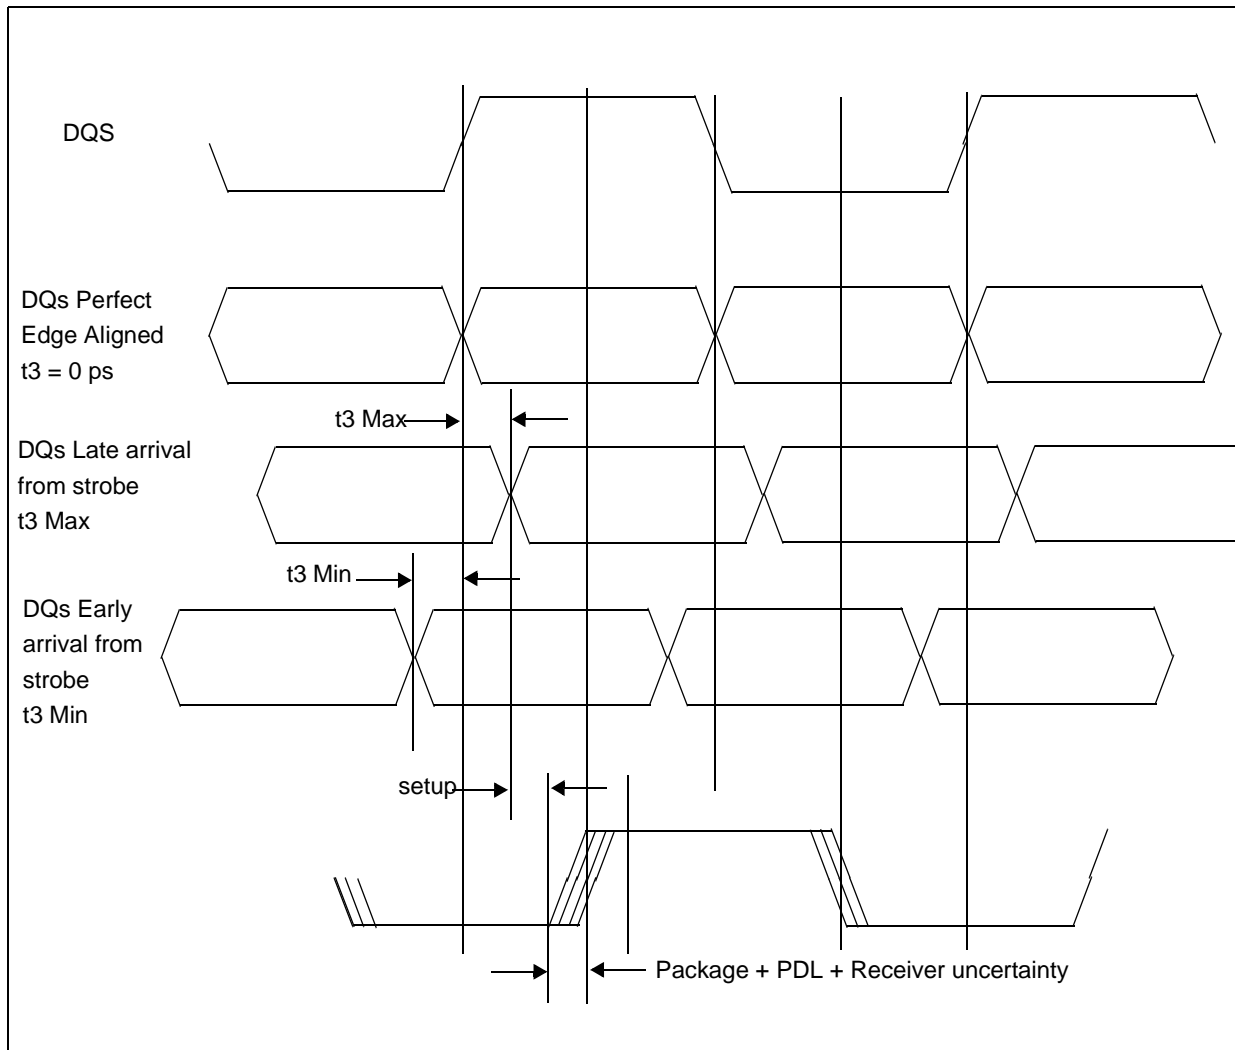 DQS
DQs Perfect
Edge Aligned
t3 = 0 ps
t3 Max
DQs Late arrival
from strobe
t3 Max
t3 Min
DQs Early
arrival from
strobe
t3 Min
setup
Package + PDL + Receiver uncertainty